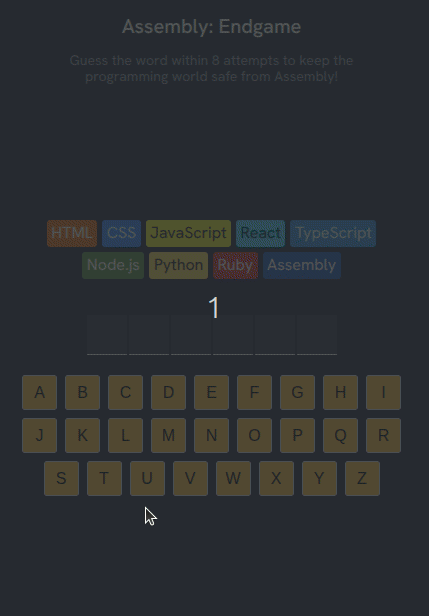 Assembly: Endgame
Guess the word within 8 attempts to keep the
programming world safe from Assembly!
HTML CSS JavaScript React TypeScript
Node.js Python Ruby Assembly
1
A B C D E F G H I
J K L M N O P Q R
S T U V W X Y Z